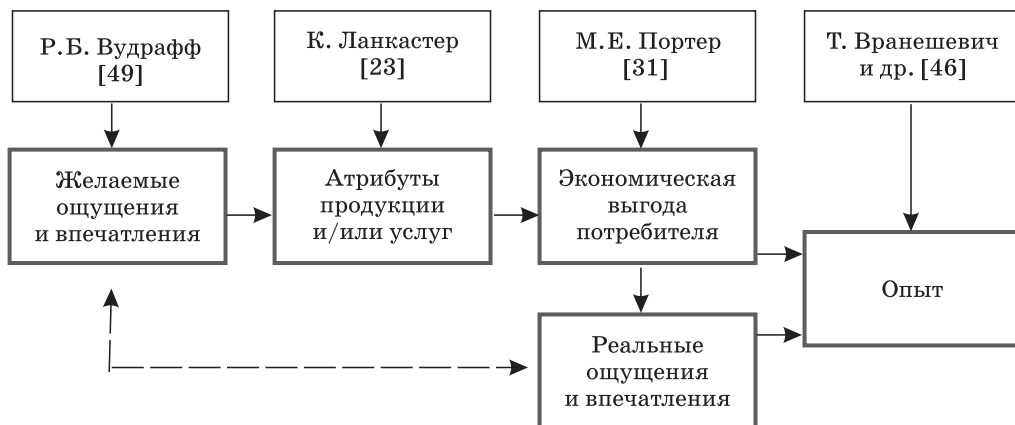 Р.Б. Вудрафф
[49]
К. Ланкастер
[23]
М.Е. Портер
[31]
Т. Вранешевич
и др. [46]
Желаемые
ощущения
и впечатления
Атрибуты
продукции
и/или услуг
Экономическая
выгода
потребителя
Опыт
Реальные
ощущения
и впечатления